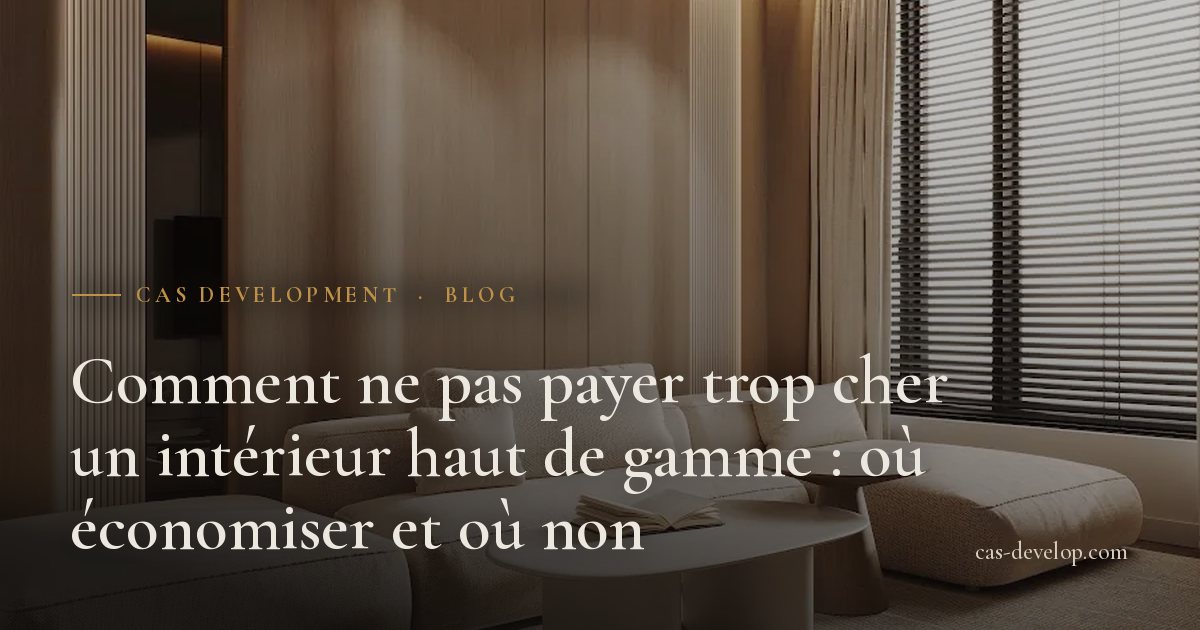 CAS DEVELOPMENT · BLOG
Comment ne pas payer trop cher
un intérieur haut de gamme : où
économiser et où non
cas-develop.com